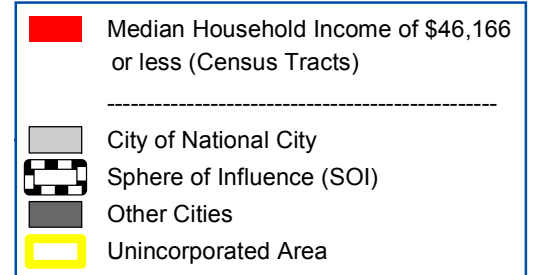 Median Household Income of $46,166
or less (Census Tracts)
-------------------------------------------------
City of National City
Sphere of Influence (SOI)
Other Cities
Unincorporated Area